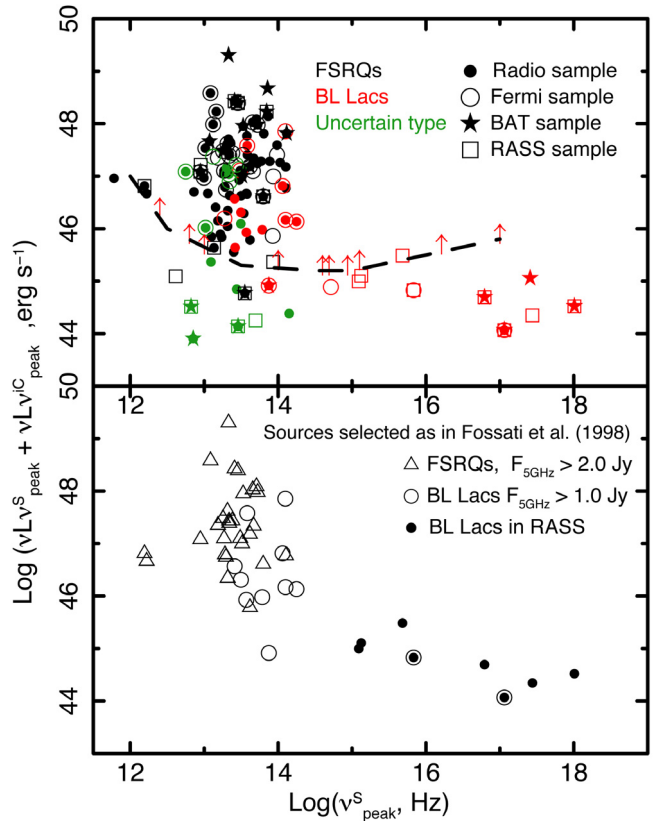 50
FSRQs
BL Lacs
Uncertain type
Radio sample
Fermi sample
BAT sample
RASS sample
48
46
44
12
14
16
18
Log (νLν^S_peak + νLν^iC_peak ,erg s⁻¹)
50
Sources selected as in Fossati et al. (1998)
FSRQs, F_5GHz > 2.0 Jy
BL Lacs F_5GHz > 1.0 Jy
BL Lacs in RASS
48
46
44
12
14
16
18
Log(ν^S_peak, Hz)